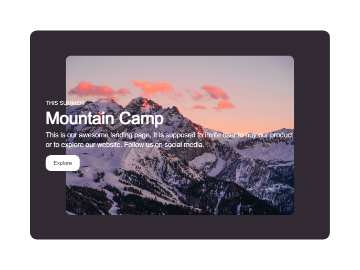 THIS SUMMER
Mountain Camp
This is our awesome landing page, It is supposed to invite user to buy our product
or to explore our website. Follow us on social media.
Explore